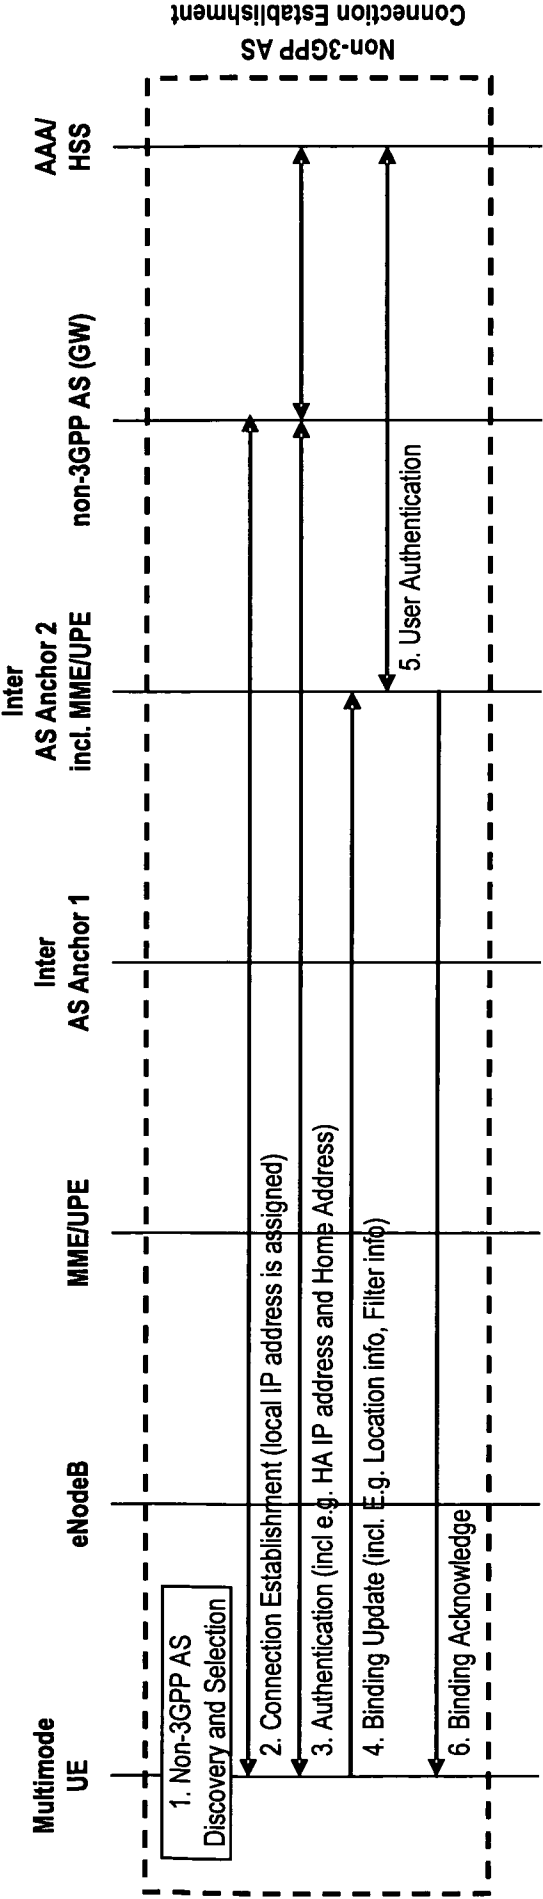 Multimode
UE
eNodeB
MME/UPE
Inter
AS Anchor 1
Inter
AS Anchor 2
incl. MME/UPE
non-3GPP AS (GW)
AAA/
HSS
1. Non-3GPP AS
Discovery and Selection
2. Connection Establishment (local IP address is assigned)
3. Authentication (incl e.g. HA IP address and Home Address)
4. Binding Update (incl. E.g. Location info, Filter info)
5. User Authentication
6. Binding Acknowledge
Non-3GPP AS
Connection Establishment